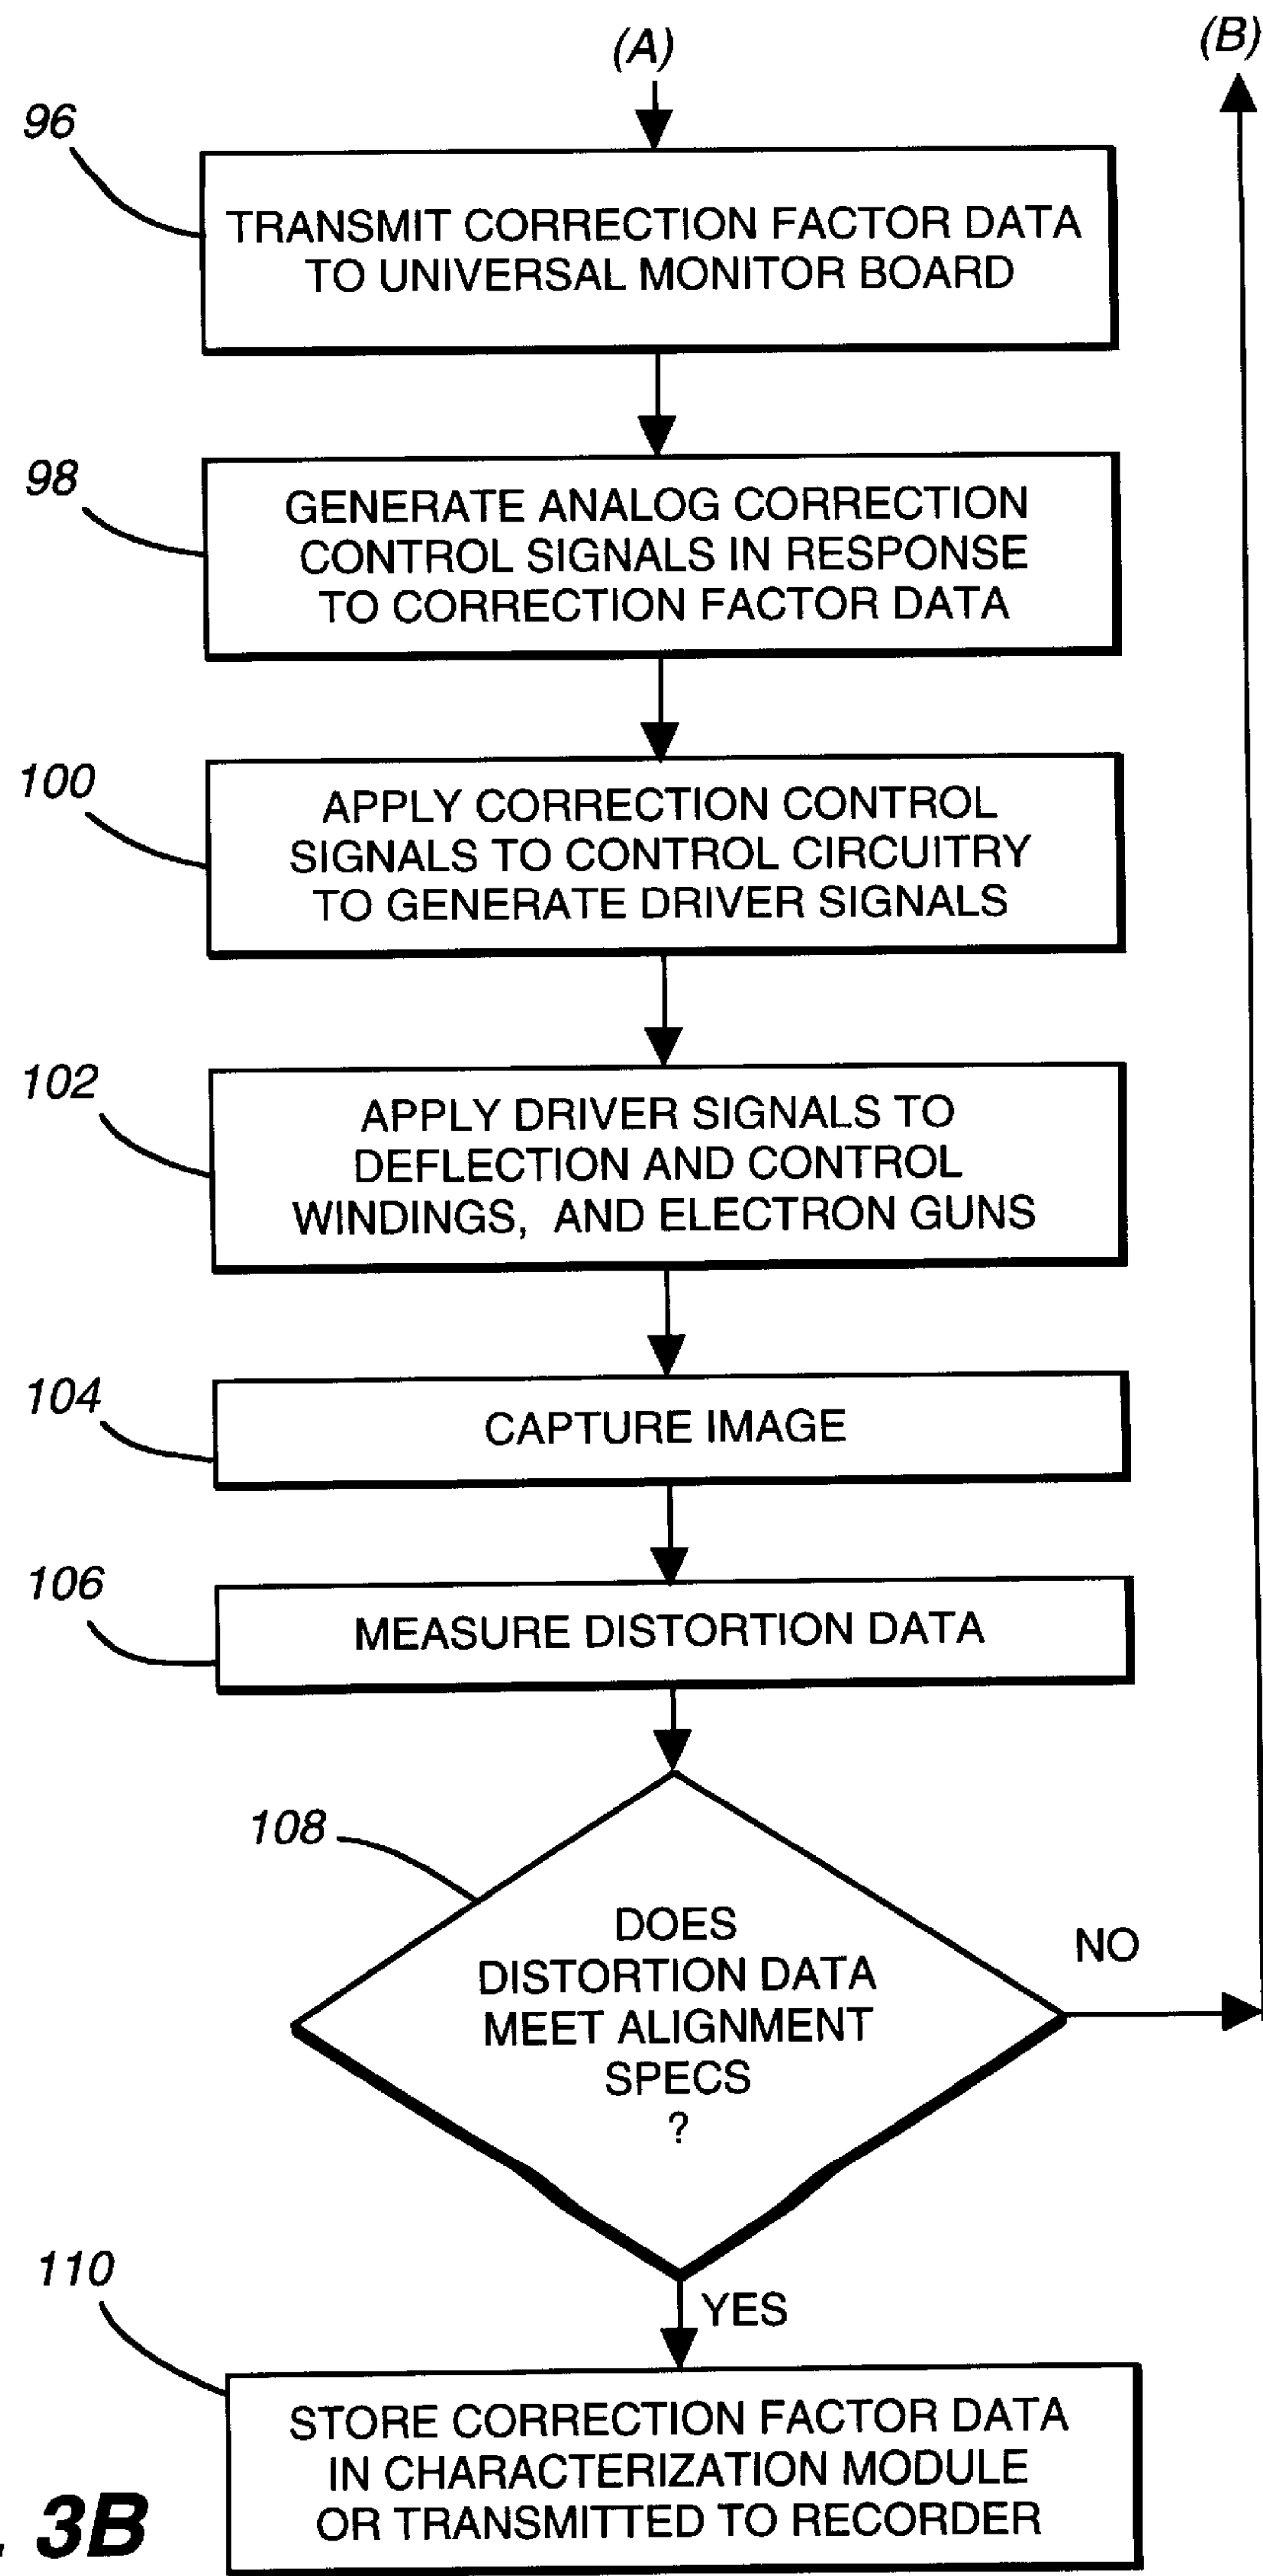 (A)
(B)
96
TRANSMIT CORRECTION FACTOR DATA
TO UNIVERSAL MONITOR BOARD
98
GENERATE ANALOG CORRECTION
CONTROL SIGNALS IN RESPONSE
TO CORRECTION FACTOR DATA
100
APPLY CORRECTION CONTROL
SIGNALS TO CONTROL CIRCUITRY
TO GENERATE DRIVER SIGNALS
102
APPLY DRIVER SIGNALS TO
DEFLECTION AND CONTROL
WINDINGS, AND ELECTRON GUNS
104
CAPTURE IMAGE
106
MEASURE DISTORTION DATA
108
DOES
DISTORTION DATA
MEET ALIGNMENT
SPECS
?
NO
YES
110
STORE CORRECTION FACTOR DATA
IN CHARACTERIZATION MODULE
OR TRANSMITTED TO RECORDER
. 3B